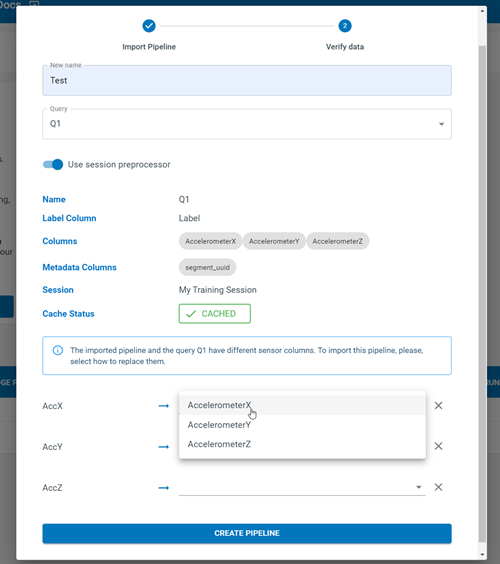 Docs
Import Pipeline
2
Verify data
New name
Test
Query
Q1
Use session preprocessor
Name Q1
Label Column Label
Columns AccelerometerX AccelerometerY AccelerometerZ
Metadata Columns segment_uuid
Session My Training Session
Cache Status CACHED
The imported pipeline and the query Q1 have different sensor columns. To import this pipeline, please,
select how to replace them.
AccX AccelerometerX
AccelerometerY
AccY
AccelerometerZ
AccZ
CREATE PIPELINE